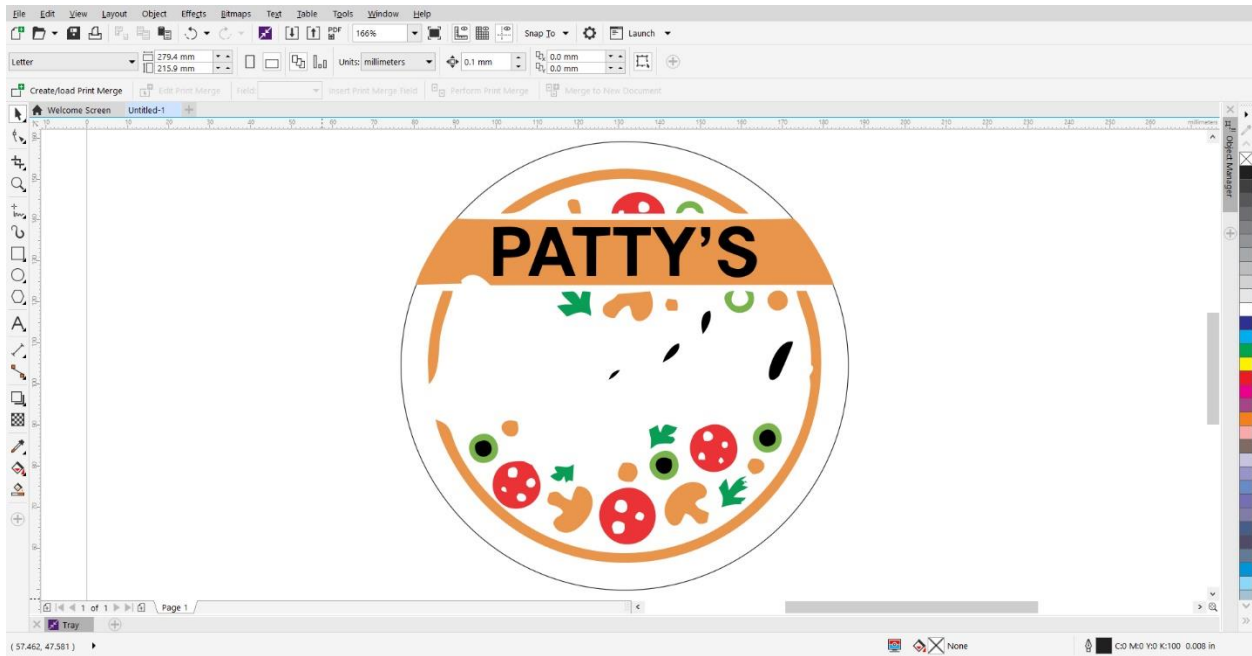 File Edit View Layout Object Effects Bitmaps Text Table Tools Window Help
PDF 166% Snap To Launch
Letter 279.4 mm 215.9 mm Units: millimeters 0.1 mm 0.0 mm 0.0 mm
Create/load Print Merge Edit Print Merge Field: Insert Print Merge Field Perform Print Merge Merge to New Document
Welcome Screen Untitled-1
millimeters
Object Manager
PATTY’S
1 of 1 Page 1
Tray
( 57.462, 47.581 ) None C:0 M:0 Y:0 K:100 0.008 in